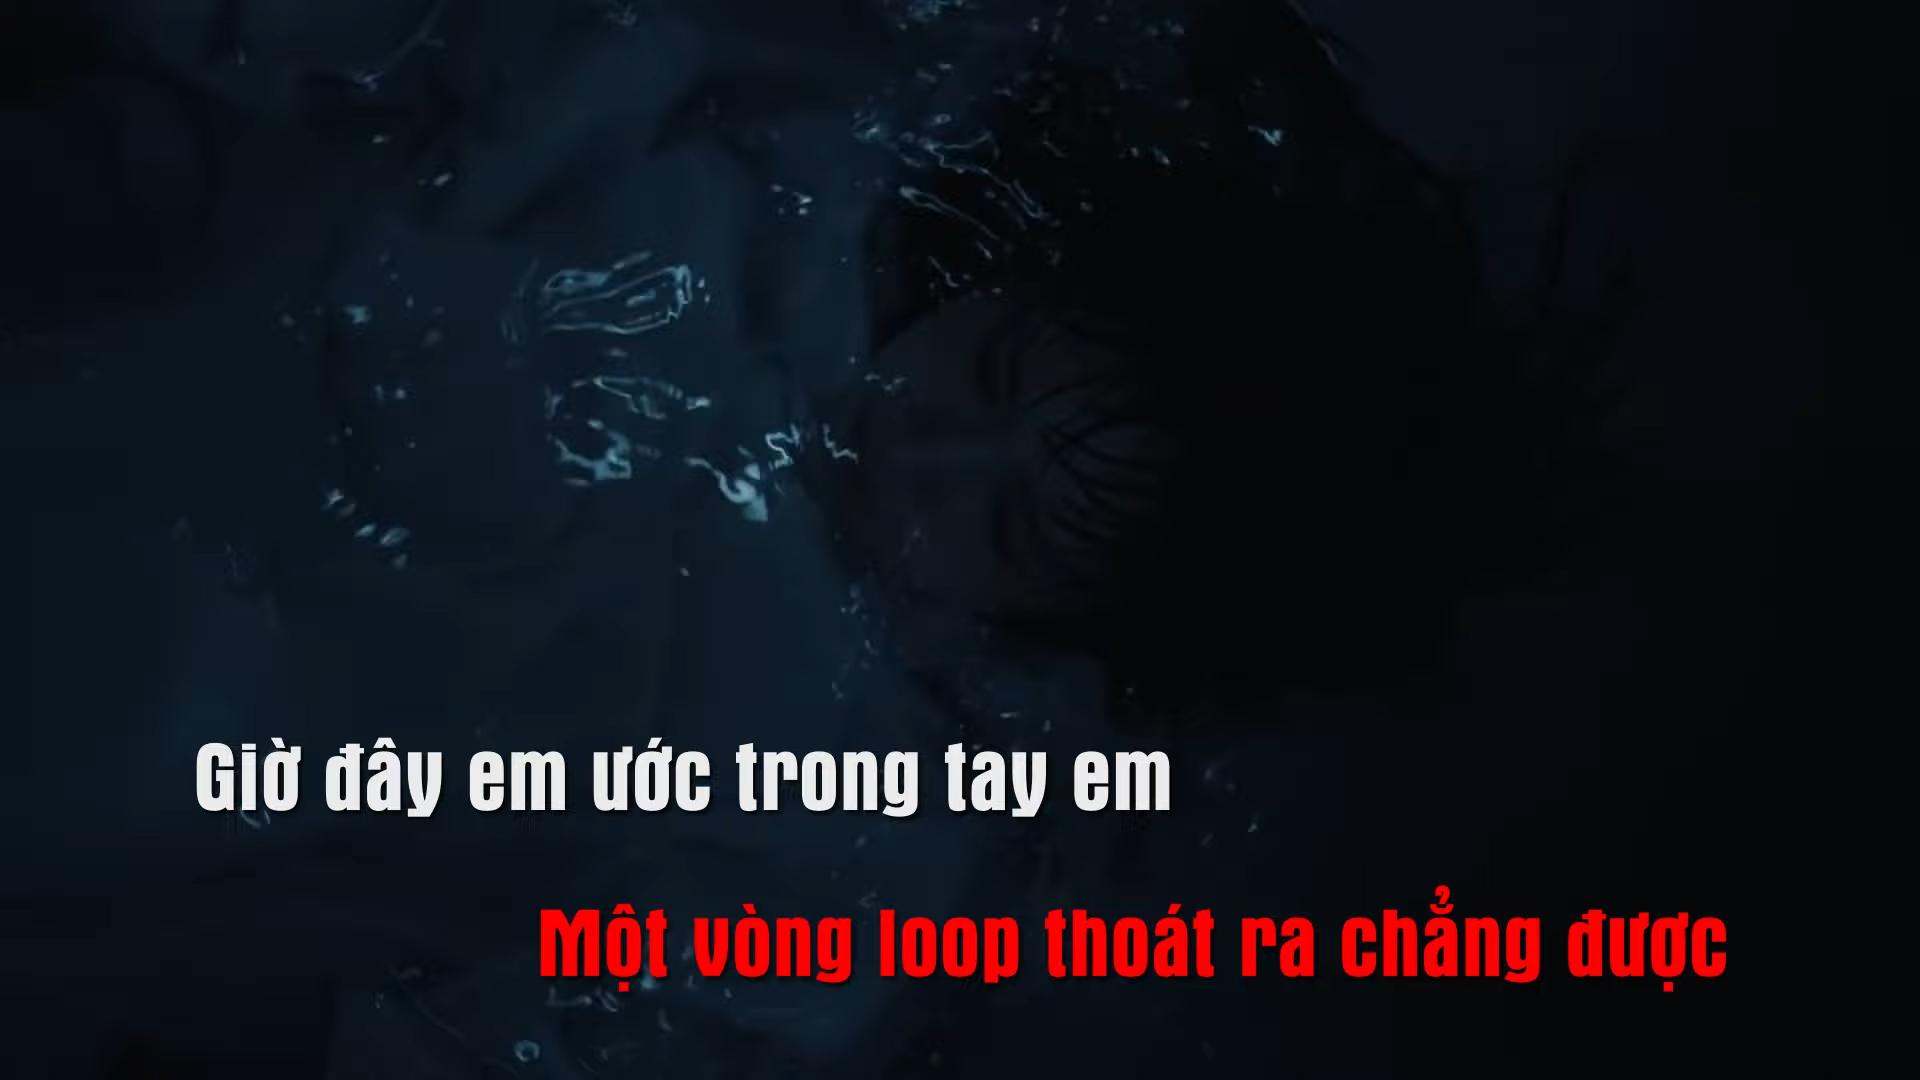 Giờ đây em ước trong tay em
Một vòng loop thoát ra chẳng được